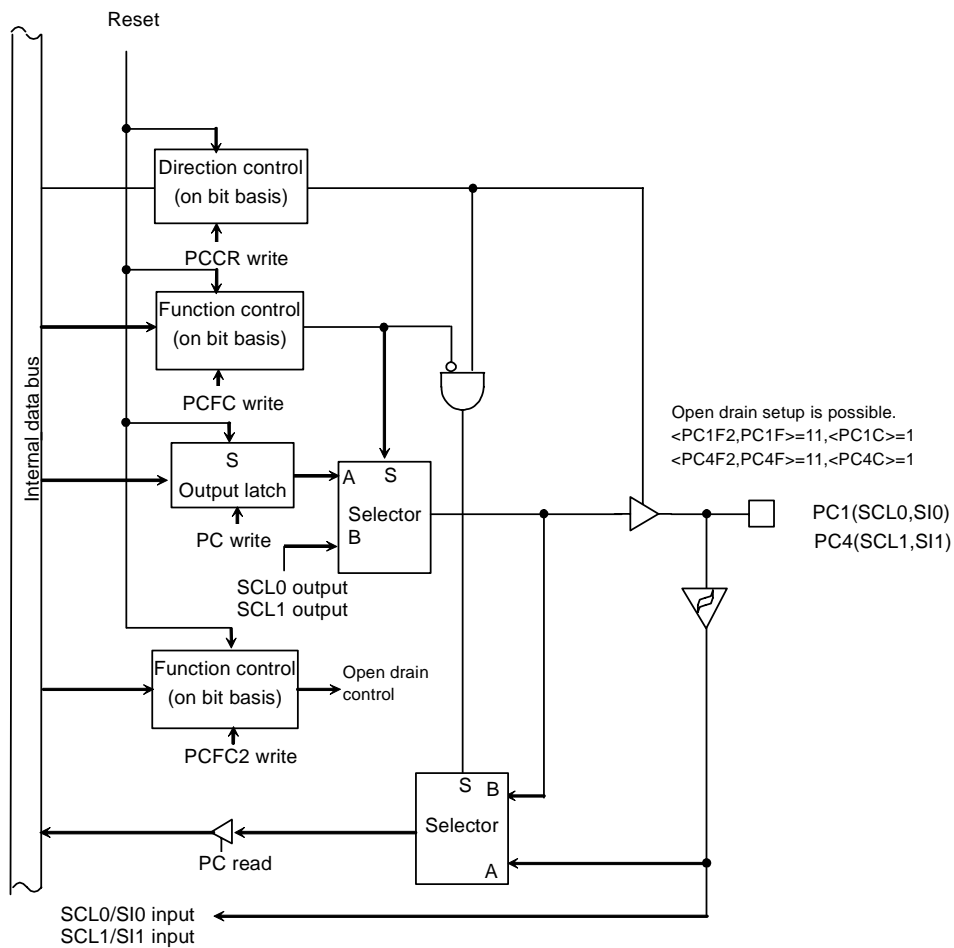 Reset
Direction control
(on bit basis)
PCCR write
Function control
(on bit basis)
PCFC write
Internal data bus
S
Output latch
PC write
A
S
Selector
B
SCL0 output
SCL1 output
Open drain setup is possible.
<PC1F2,PC1F>=11,<PC1C>=1
<PC4F2,PC4F>=11,<PC4C>=1
PC1(SCL0,SI0)
PC4(SCL1,SI1)
Function control
(on bit basis)
PCFC2 write
Open drain
control
S
B
Selector
A
PC read
SCL0/SI0 input
SCL1/SI1 input